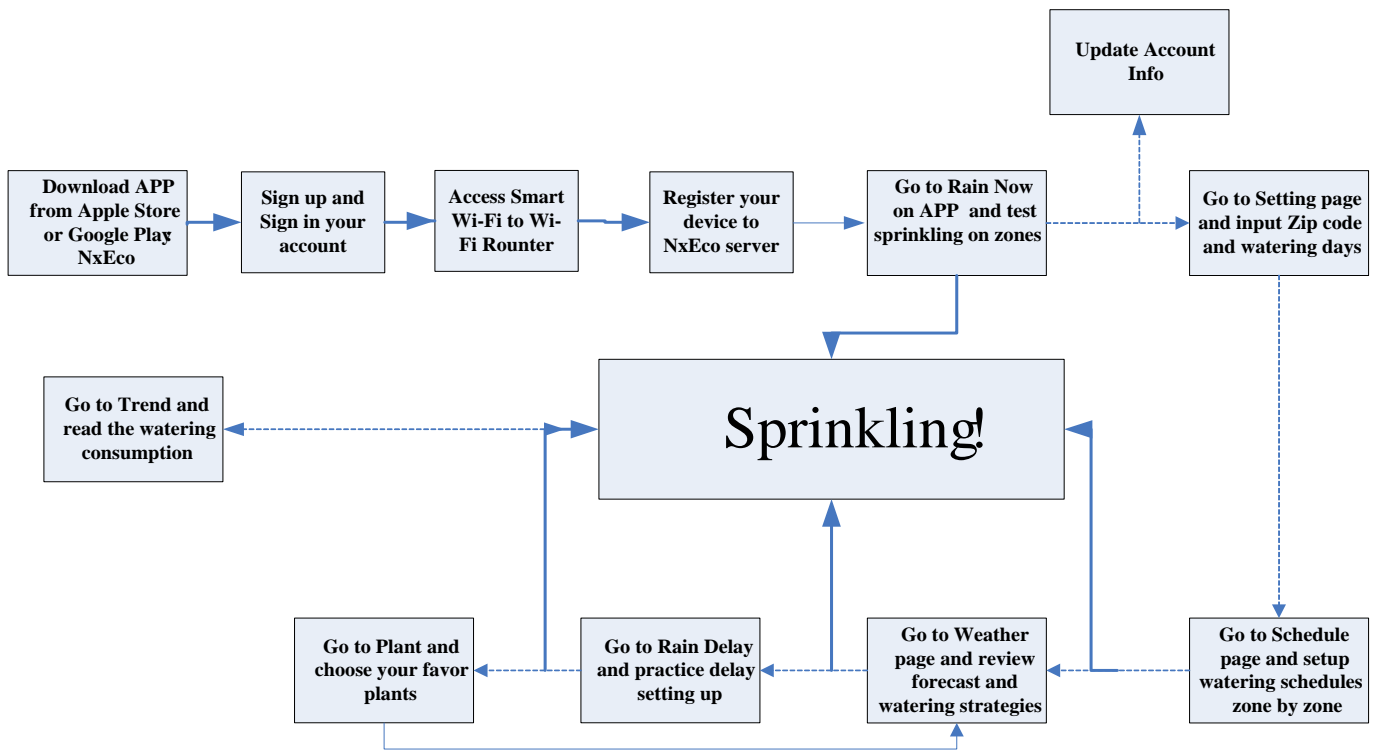 Update Account
Info
Download APP
from Apple Store
or Google Play:
NxEco
Sign up and
Sign in your
account
Access Smart
Wi-Fi to Wi-
Fi Rounter
Register your
device to
NxEco server
Go to Rain Now
on APP and test
sprinkling on zones
Go to Setting page
and input Zip code
and watering days
Sprinkling!
Go to Trend and
read the watering
consumption
Go to Plant and
choose your favor
plants
Go to Rain Delay
and practice delay
setting up
Go to Weather
page and review
forecast and
watering strategies
Go to Schedule
page and setup
watering schedules
zone by zone